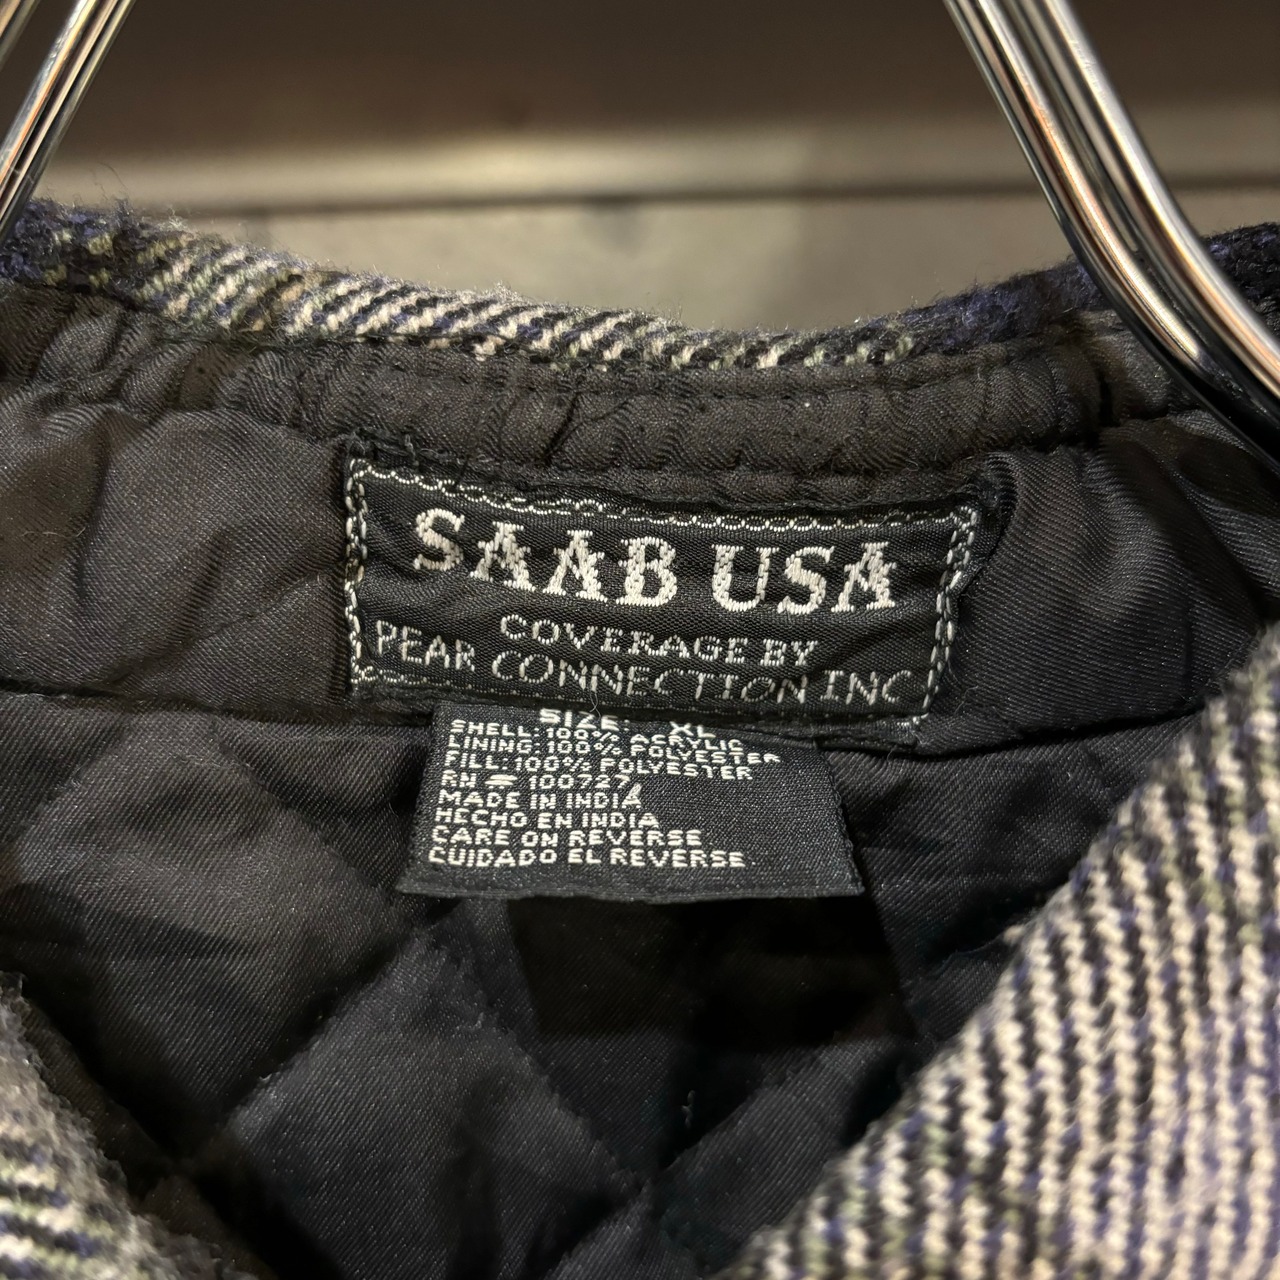 SAAB USA
COVERAGE BY
PEAR CONNECTION INC
SIZE: XL
SHELL: 100% ACRYLIC
LINING: 100% POLYESTER
FILL: 100% POLYESTER
RN = 100727
MADE IN INDIA
HECHO EN INDIA
CARE ON REVERSE
CUIDADO EL REVERSE